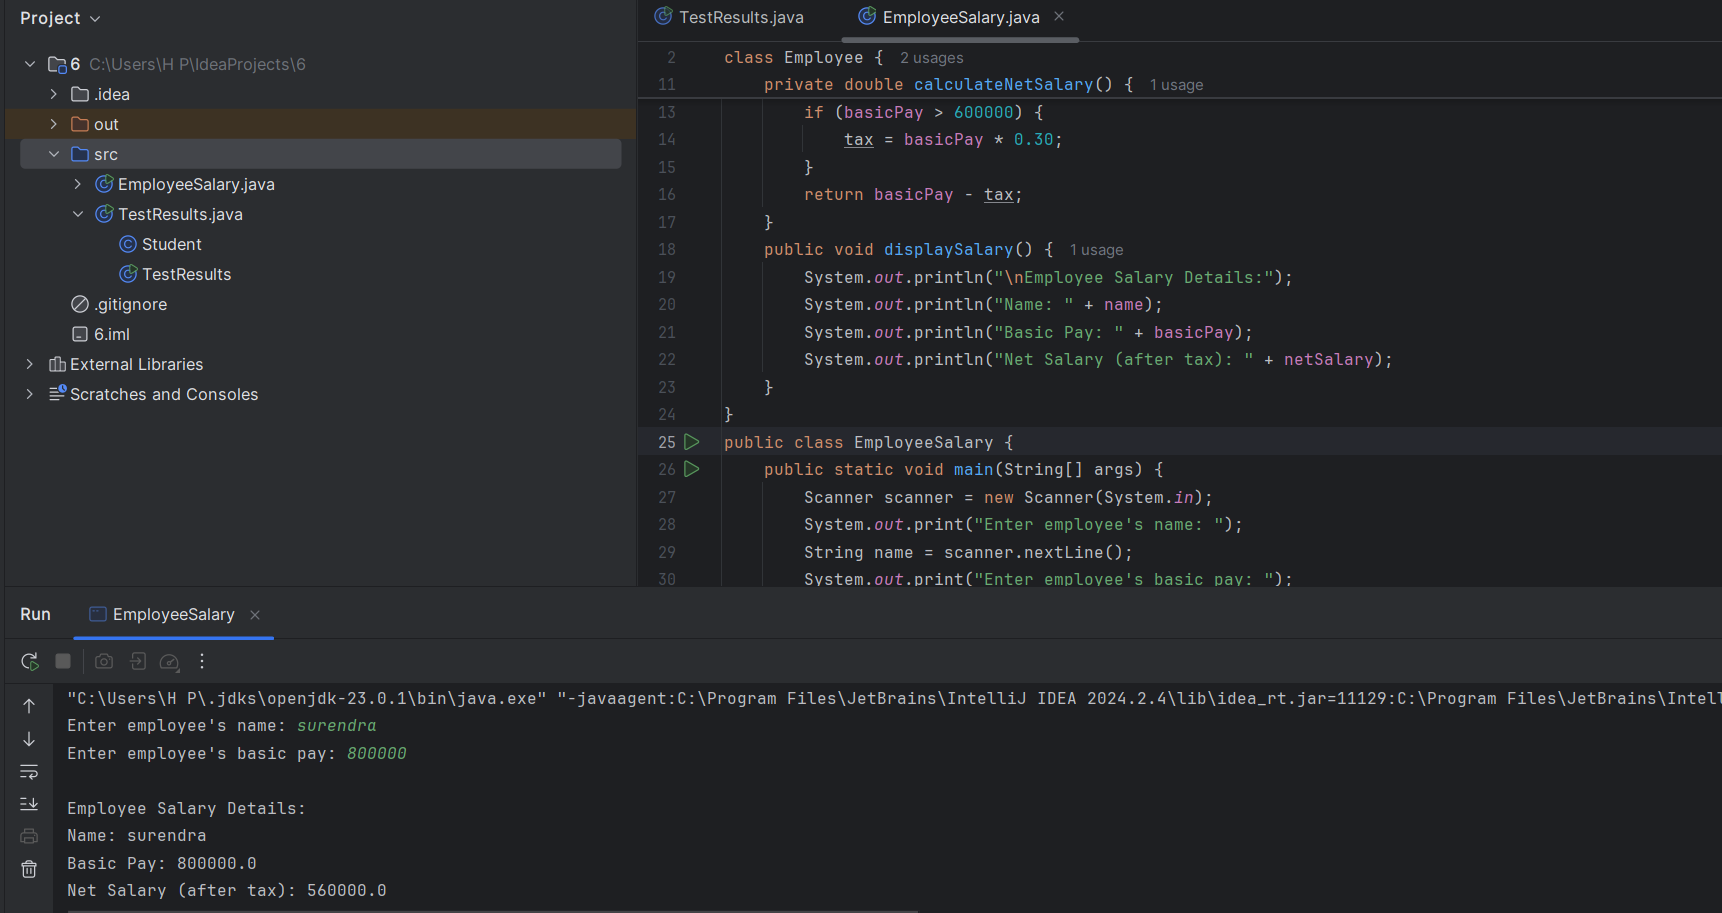 Project
6 C:\Users\H P\IdeaProjects\6
.idea
out
src
EmployeeSalary.java
TestResults.java
Student
TestResults
.gitignore
6.iml
External Libraries
Scratches and Consoles
TestResults.java EmployeeSalary.java
2 class Employee { 2 usages
11 private double calculateNetSalary() { 1 usage
13 if (basicPay > 600000) {
14 tax = basicPay * 0.30;
15 }
16 return basicPay - tax;
17 }
18 public void displaySalary() { 1 usage
19 System.out.println("\nEmployee Salary Details:");
20 System.out.println("Name: " + name);
21 System.out.println("Basic Pay: " + basicPay);
22 System.out.println("Net Salary (after tax): " + netSalary);
23 }
24 }
25 public class EmployeeSalary {
26 public static void main(String[] args) {
27 Scanner scanner = new Scanner(System.in);
28 System.out.print("Enter employee's name: ");
29 String name = scanner.nextLine();
30 System.out.print("Enter employee's basic pay: ");
Run EmployeeSalary
"C:\Users\H P\.jdks\openjdk-23.0.1\bin\java.exe" "-javaagent:C:\Program Files\JetBrains\IntelliJ IDEA 2024.2.4\lib\idea_rt.jar=11129:C:\Program Files\JetBrains\Intell
Enter employee's name: surendra
Enter employee's basic pay: 800000
Employee Salary Details:
Name: surendra
Basic Pay: 800000.0
Net Salary (after tax): 560000.0